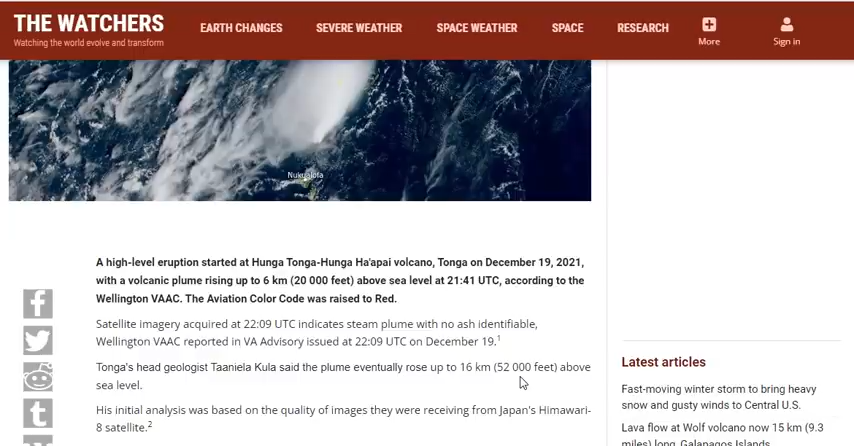 THE WATCHERS
Watching the world evolve and transform
EARTH CHANGES
SEVERE WEATHER
SPACE WEATHER
SPACE
RESEARCH
More
Sign in
Nukualofa
A high-level eruption started at Hunga Tonga-Hunga Ha'apai volcano, Tonga on December 19, 2021,
with a volcanic plume rising up to 6 km (20 000 feet) above sea level at 21:41 UTC, according to the
Wellington VAAC. The Aviation Color Code was raised to Red.
Satellite imagery acquired at 22:09 UTC indicates steam plume with no ash identifiable,
Wellington VAAC reported in VA Advisory issued at 22:09 UTC on December 19.1
Tonga's head geologist Taaniela Kula said the plume eventually rose up to 16 km (52 000 feet) above
sea level.
His initial analysis was based on the quality of images they were receiving from Japan's Himawari-
8 satellite.2
Latest articles
Fast-moving winter storm to bring heavy
snow and gusty winds to Central U.S.
Lava flow at Wolf volcano now 15 km (9.3
miles) long, Galapagos Islands